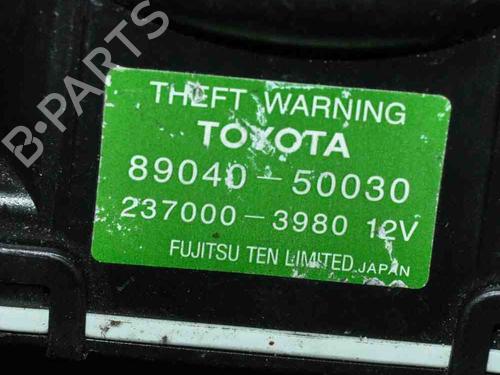 B-PARTS
THEFT WARNING
TOYOTA
89040-50030
237000-3980 12V
FUJITSU TEN LIMITED JAPAN